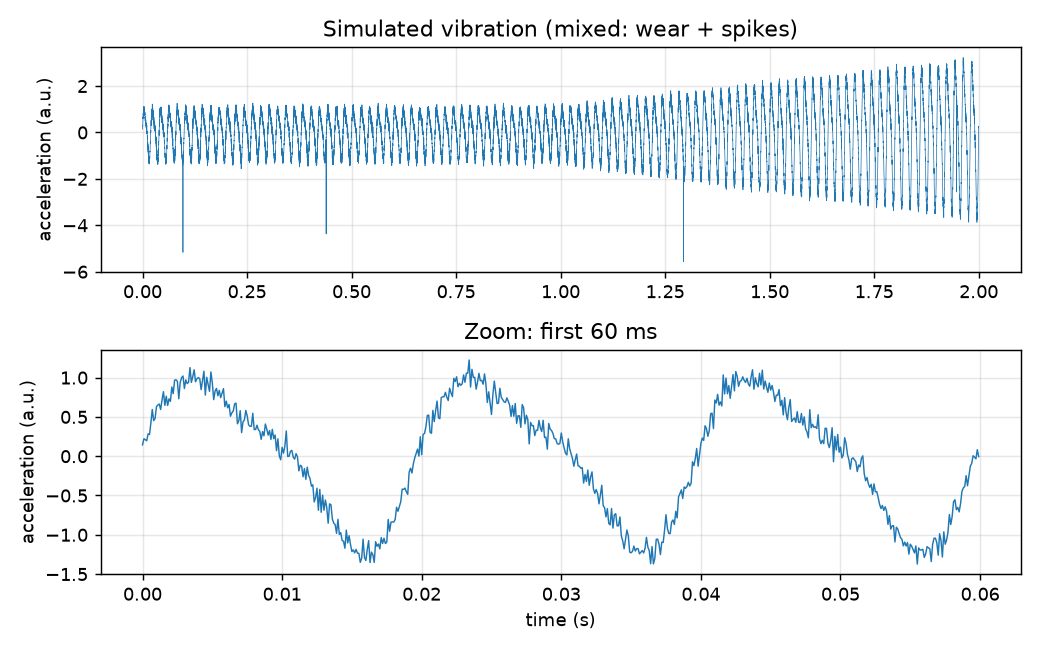 Simulated vibration (mixed: wear + spikes)
acceleration (a.u.)
2
0
−2
−4
−6
0.00 0.25 0.50 0.75 1.00 1.25 1.50 1.75 2.00
Zoom: first 60 ms
acceleration (a.u.)
1.0
0.5
0.0
−0.5
−1.0
−1.5
0.00 0.01 0.02 0.03 0.04 0.05 0.06
time (s)